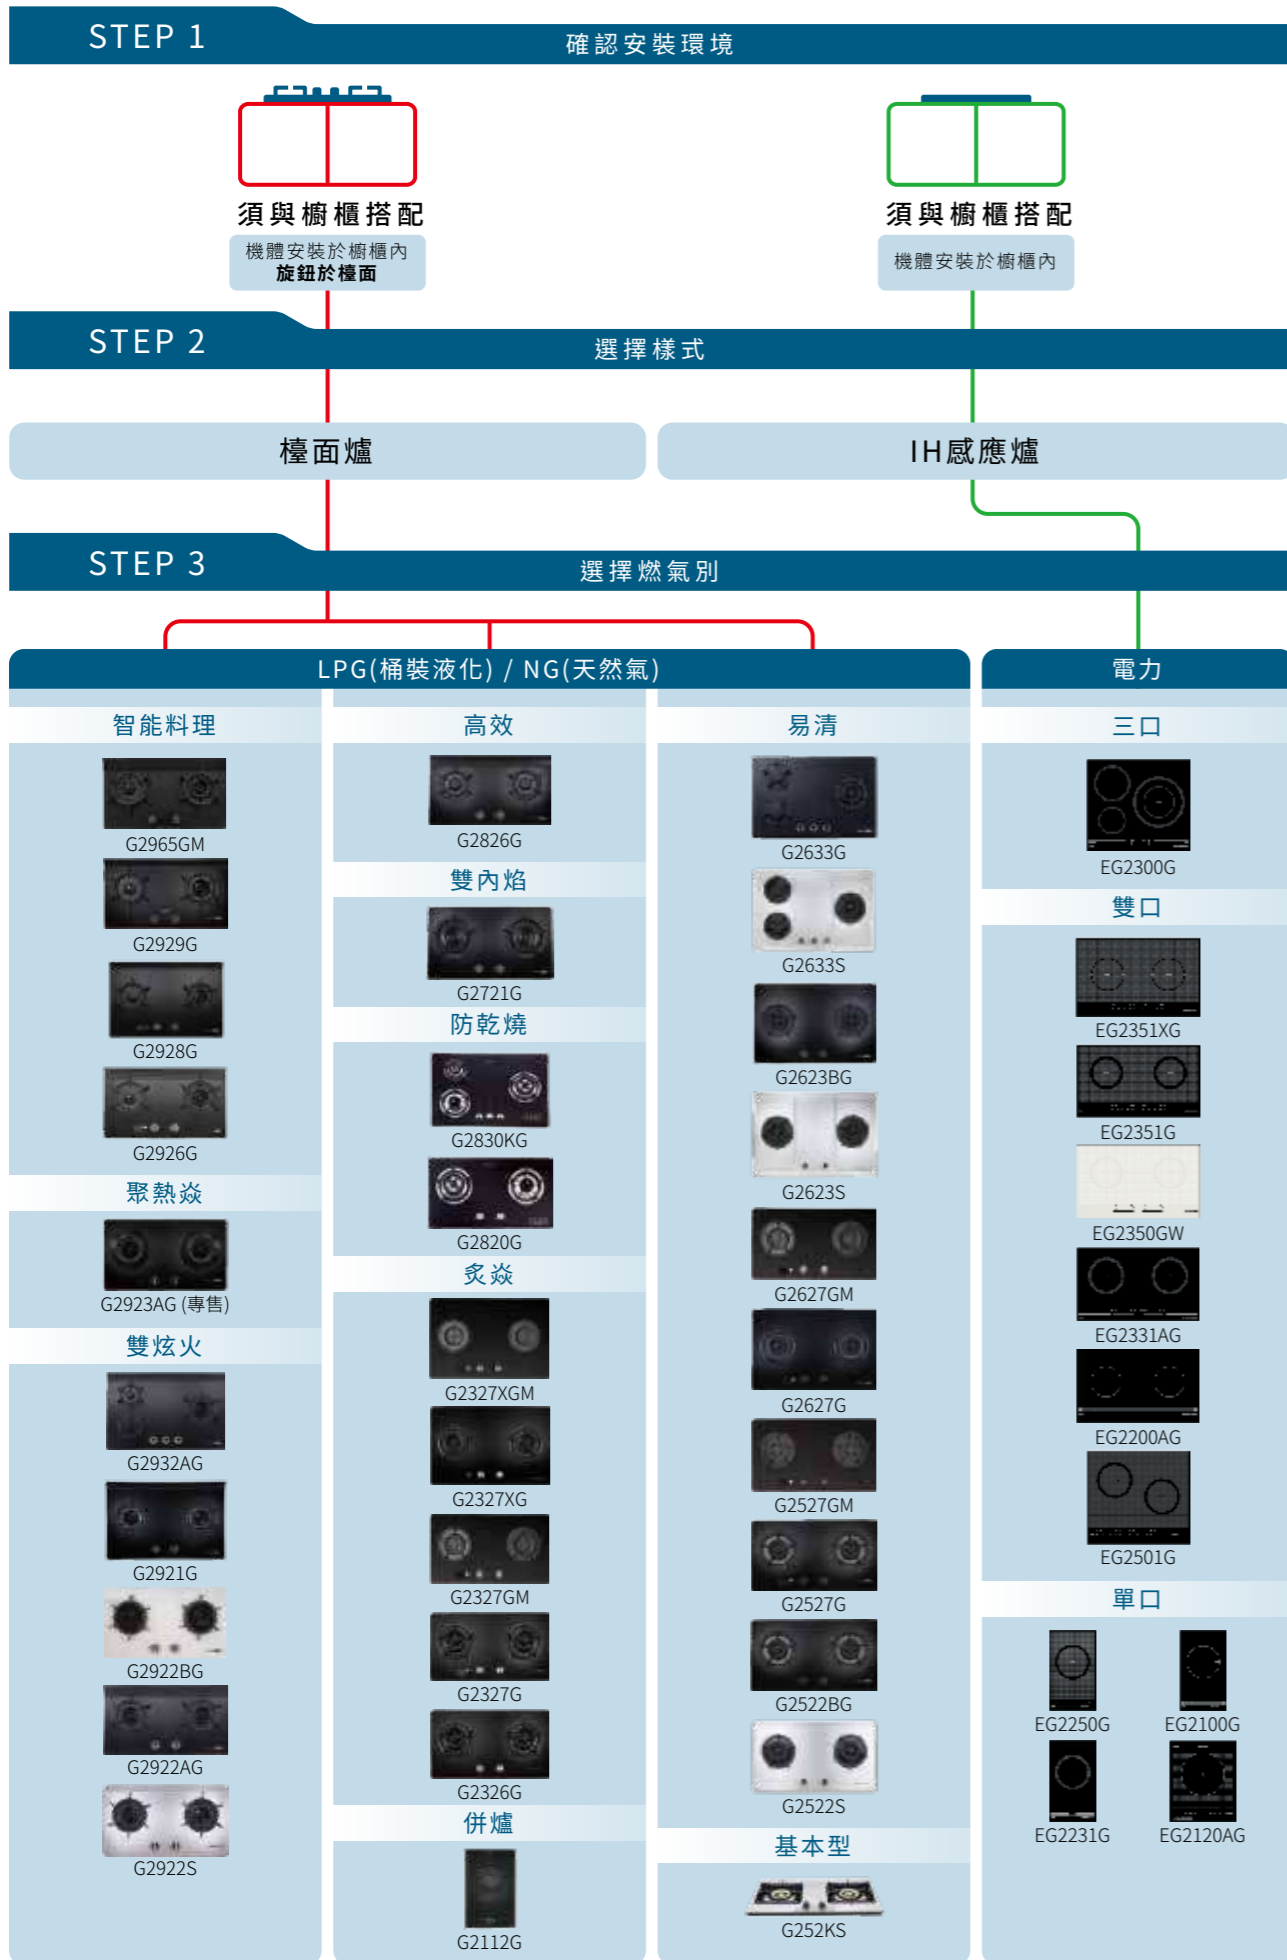 STEP 1
確認安裝環境
須與櫥櫃搭配
機體安裝於櫥櫃內
旋鈕於檯面
須與櫥櫃搭配
機體安裝於櫥櫃內
STEP 2
選擇樣式
檯面爐
IH感應爐
STEP 3
選擇燃氣別
LPG(桶裝液化) / NG(天然氣)
智能料理
G2965GM
G2929G
G2928G
G2926G
聚熱焱
G2923AG (專售)
雙炫火
G2932AG
G2921G
G2922BG
G2922AG
G2922S
高效
G2826G
雙內焰
G2721G
防乾燒
G2830KG
G2820G
炙焱
G2327XGM
G2327XG
G2327GM
G2327G
G2326G
併爐
G2112G
易清
G2633G
G2633S
G2623BG
G2623S
G2627GM
G2627G
G2527GM
G2527G
G2522BG
G2522S
基本型
G252KS
電力
三口
EG2300G
雙口
EG2351XG
EG2351G
EG2350GW
EG2331AG
EG2200AG
EG2501G
單口
EG2250G
EG2100G
EG2231G
EG2120AG